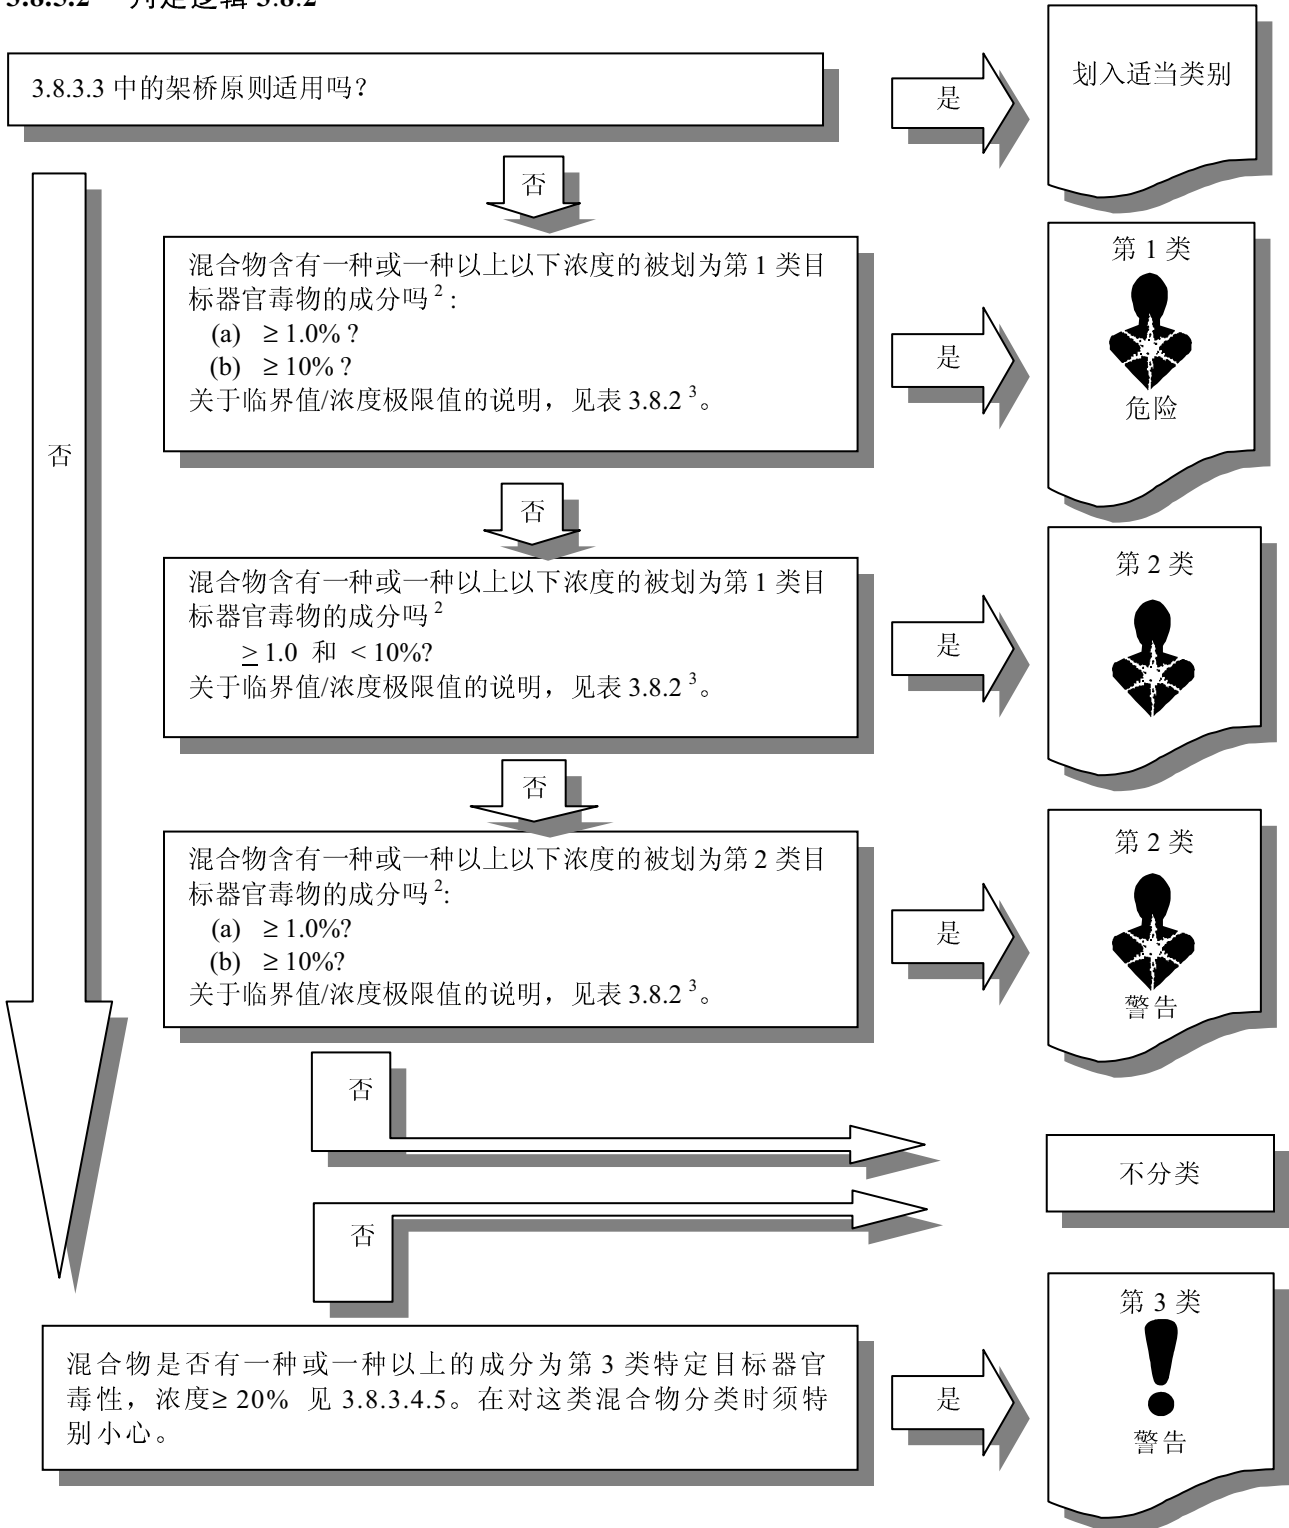 3.8.5.2 判定逻辑 3.8.2
3.8.3.3 中的架桥原则适用吗？
是
划入适当类别
否
否
混合物含有一种或一种以上以下浓度的被划为第 1 类目
标器官毒物的成分吗 2 :
(a) ≥ 1.0% ?
(b) ≥ 10% ?
关于临界值/浓度极限值的说明，见表 3.8.2 3。
是
第 1 类
危险
否
混合物含有一种或一种以上以下浓度的被划为第 1 类目
标器官毒物的成分吗 2
≥ 1.0 和 < 10%?
关于临界值/浓度极限值的说明，见表 3.8.2 3。
是
第 2 类
否
混合物含有一种或一种以上以下浓度的被划为第 2 类目
标器官毒物的成分吗 2:
(a) ≥ 1.0%?
(b) ≥ 10%?
关于临界值/浓度极限值的说明，见表 3.8.2 3。
是
第 2 类
警告
否
不分类
否
混合物是否有一种或一种以上的成分为第 3 类特定目标器官
毒性，浓度≥ 20% 见 3.8.3.4.5。在对这类混合物分类时须特
别小心。
是
第 3 类
警告